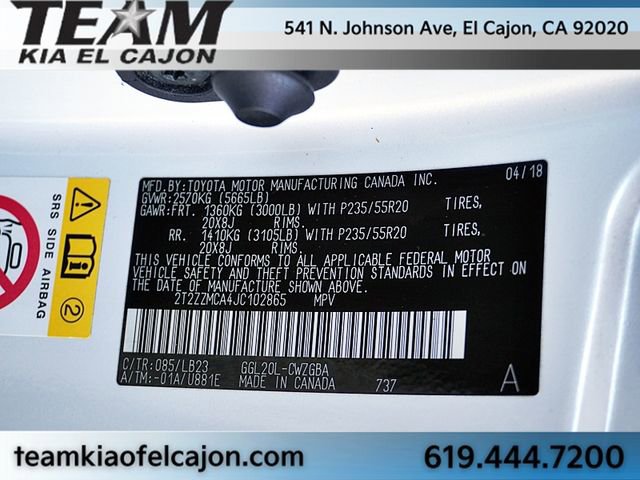 TEAM
KIA EL CAJON
541 N. Johnson Ave, El Cajon, CA 92020
MFD.BY:TOYOTA MOTOR MANUFACTURING CANADA INC. 04/18
GVWR:2570KG (5665LB)
GAWR:FRT. 1360KG (3000LB) WITH P235/55R20 TIRES,
20X8J RIMS.
RR. 1410KG (3105LB) WITH P235/55R20 TIRES,
20X8J RIMS.
THIS VEHICLE CONFORMS TO ALL APPLICABLE FEDERAL MOTOR
VEHICLE SAFETY AND THEFT PREVENTION STANDARDS IN EFFECT ON
THE DATE OF MANUFACTURE SHOWN ABOVE.
2T2ZZMCA4JC102865 MPV
C/TR:085/LB23 GGL20L-CWZGBA
A/TM:-01A/U881E MADE IN CANADA 737 A
SRS SIDE AIRBAG
teamkiaofelcajon.com
619.444.7200